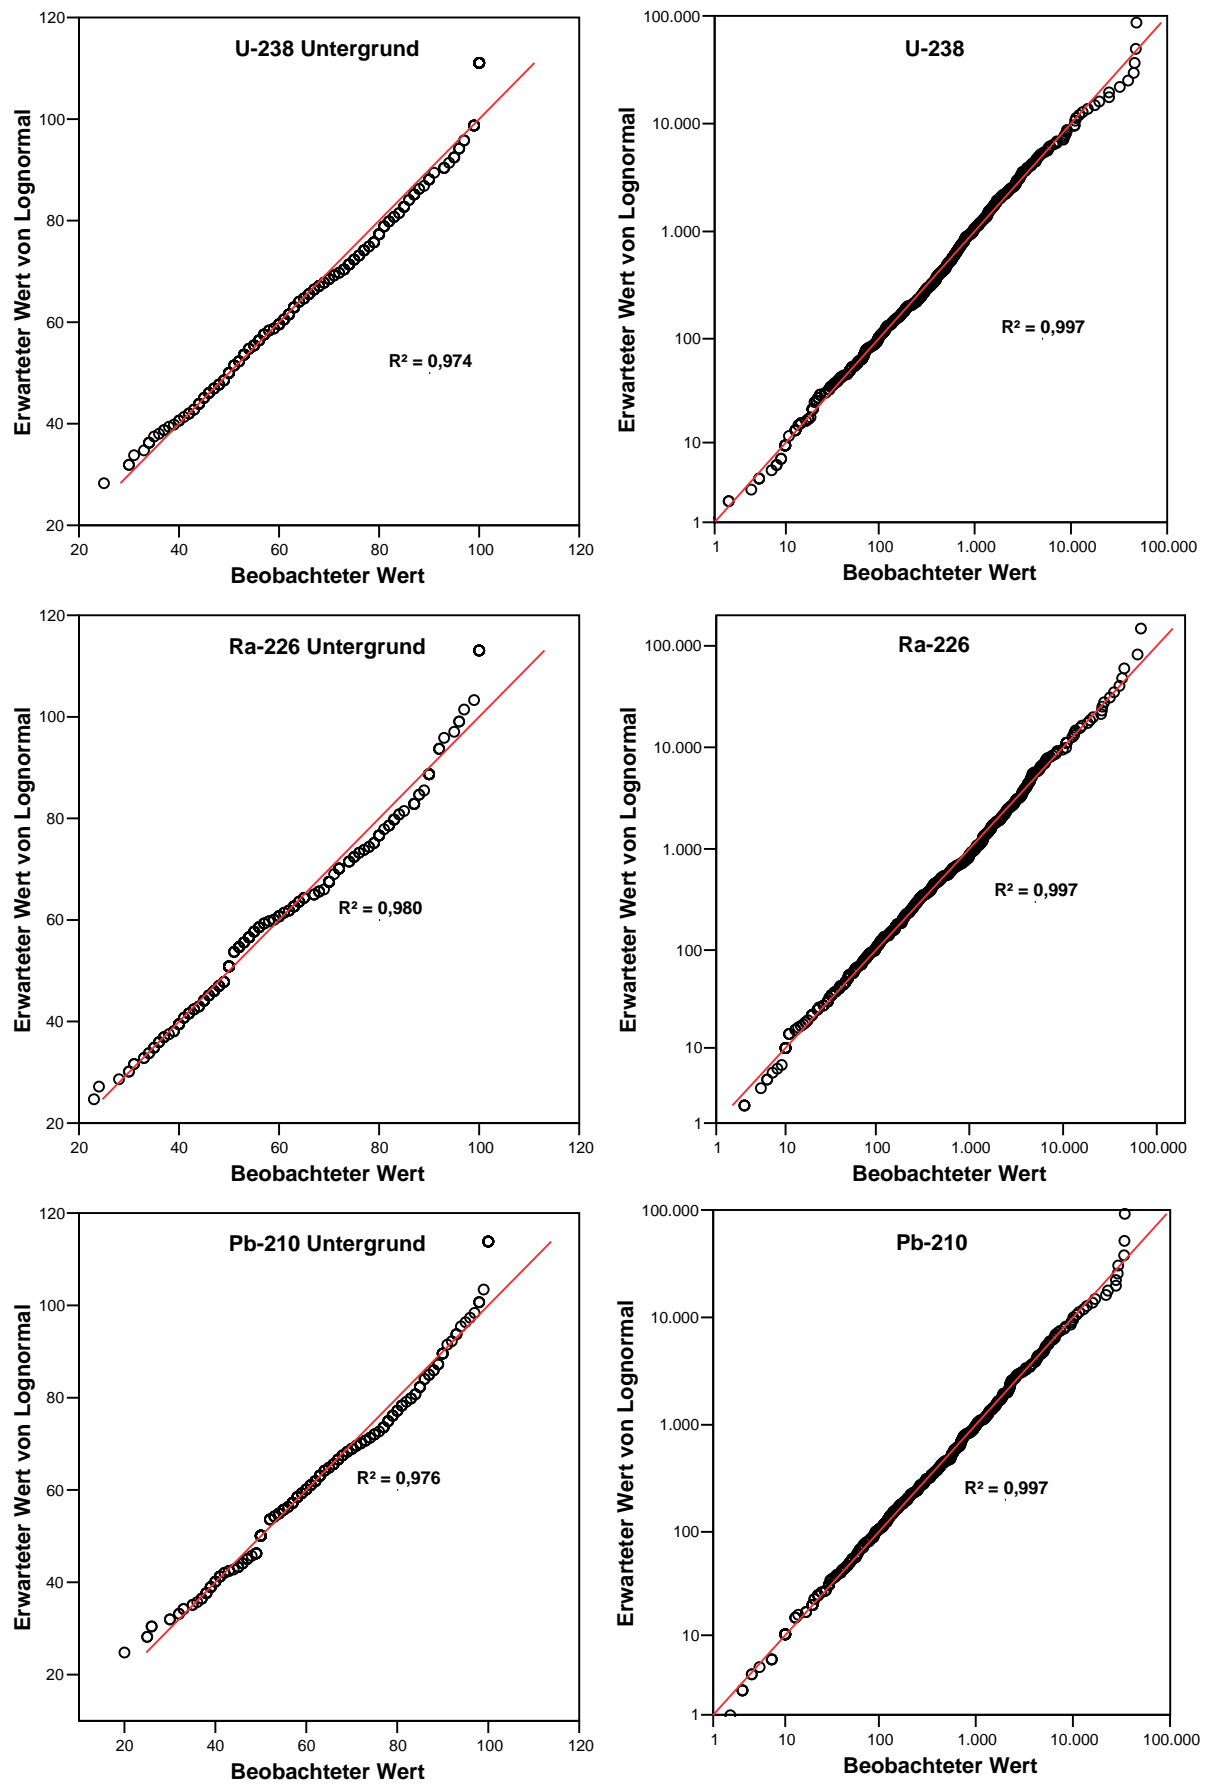 U-238 Untergrund
Erwarteter Wert von Lognormal
120
100
80
60
40
20
R² = 0,974
20 40 60 80 100 120
Beobachteter Wert
U-238
Erwarteter Wert von Lognormal
100.000
10.000
1.000
100
10
1
R² = 0,997
1 10 100 1.000 10.000 100.000
Beobachteter Wert
Ra-226 Untergrund
Erwarteter Wert von Lognormal
120
100
80
60
40
20
R² = 0,980
20 40 60 80 100 120
Beobachteter Wert
Ra-226
Erwarteter Wert von Lognormal
100.000
10.000
1.000
100
10
1
R² = 0,997
1 10 100 1.000 10.000 100.000
Beobachteter Wert
Pb-210 Untergrund
Erwarteter Wert von Lognormal
120
100
80
60
40
20
R² = 0,976
20 40 60 80 100 120
Beobachteter Wert
Pb-210
Erwarteter Wert von Lognormal
100.000
10.000
1.000
100
10
1
R² = 0,997
1 10 100 1.000 10.000 100.000
Beobachteter Wert